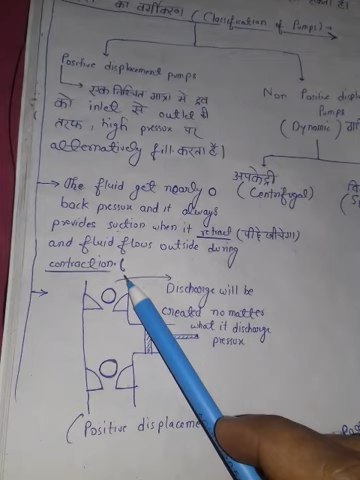 का वर्गीकरण (Classification of Pumps)
Positive displacement pumps
→ एक निश्चित मात्रा में द्रव
को inlet से outlet की
तरफ, high pressure पर
alternatively fill करता है।
Non Positive displa
Pumps
(Dynamic)
अपकेंद्री
(Centrifugal)
→ The fluid get nearly 0
back pressure and it always
provides suction when it retract (पीछे खींचेगा)
and fluid flows outside during
contraction. (
→ Discharge will be
created no matter
what it discharge
pressure
(Positive displaceme